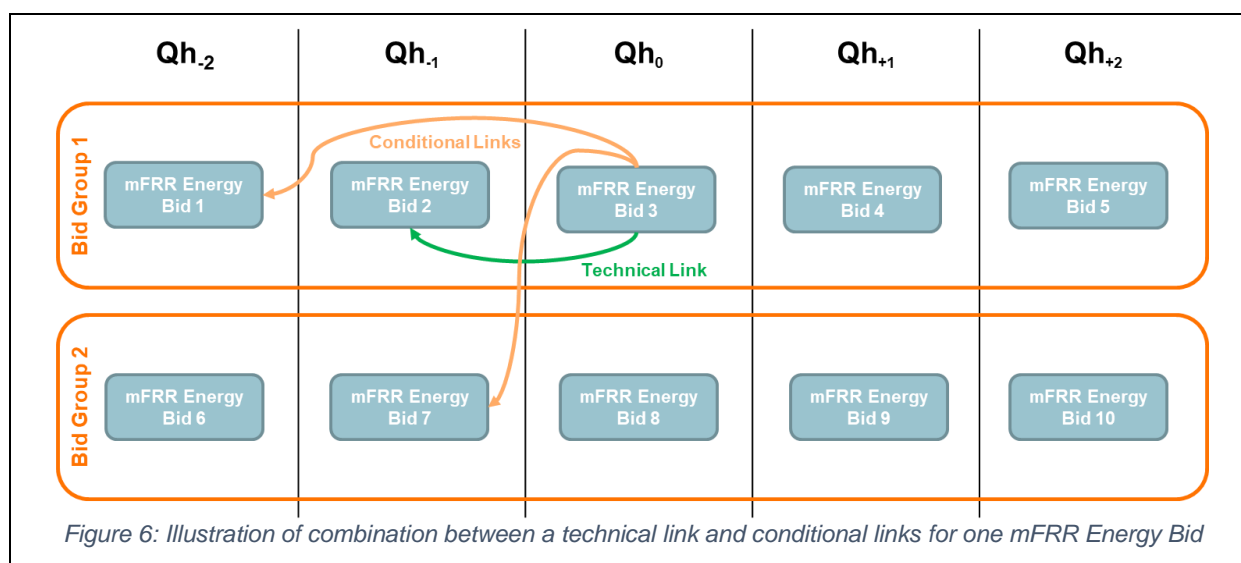 Qh-2 Qh-1 Qh0 Qh+1 Qh+2
Bid Group 1
Conditional Links
mFRR Energy
Bid 1
mFRR Energy
Bid 2
mFRR Energy
Bid 3
mFRR Energy
Bid 4
mFRR Energy
Bid 5
Technical Link
Bid Group 2
mFRR Energy
Bid 6
mFRR Energy
Bid 7
mFRR Energy
Bid 8
mFRR Energy
Bid 9
mFRR Energy
Bid 10
Figure 6: Illustration of combination between a technical link and conditional links for one mFRR Energy Bid